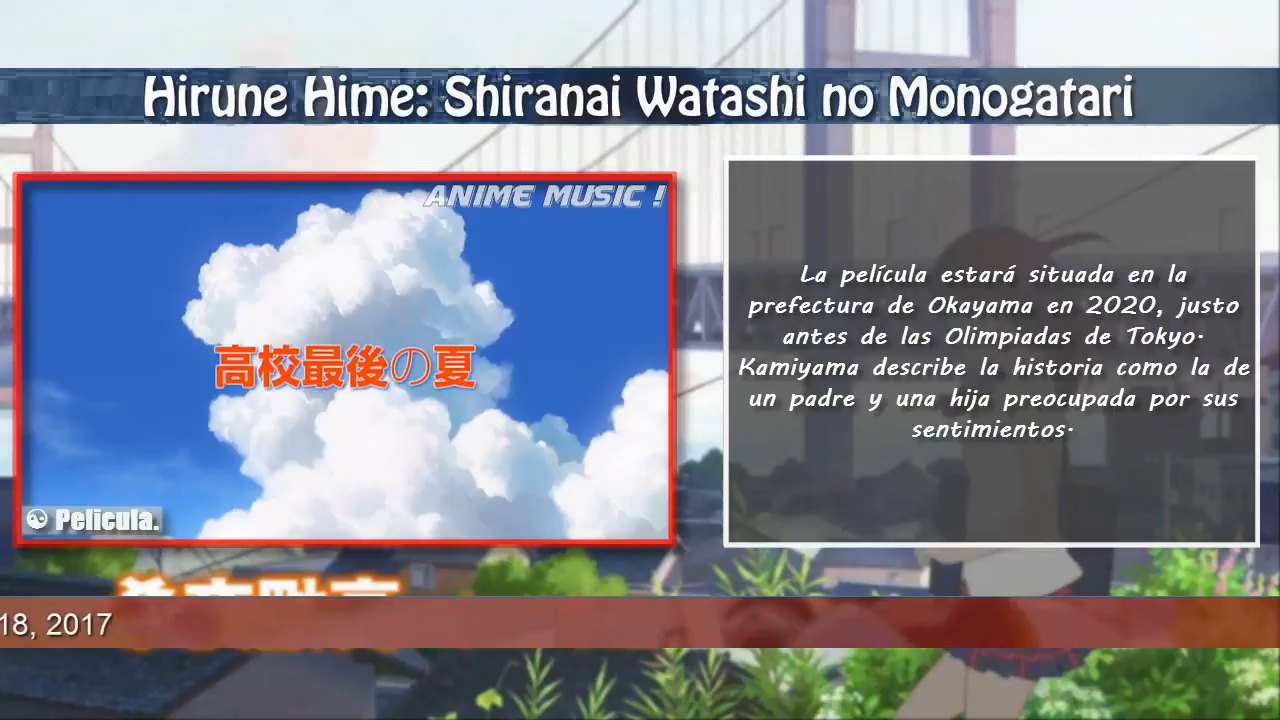 Hirune Hime: Shiranai Watashi no Monogatari
ANIME MUSIC !
高校最後の夏
Pelicula.
La película estará situada en la
prefectura de Okayama en 2020, justo
antes de las Olimpiadas de Tokyo.
Kamiyama describe la historia como la de
un padre y una hija preocupada por sus
sentimientos.
18, 2017